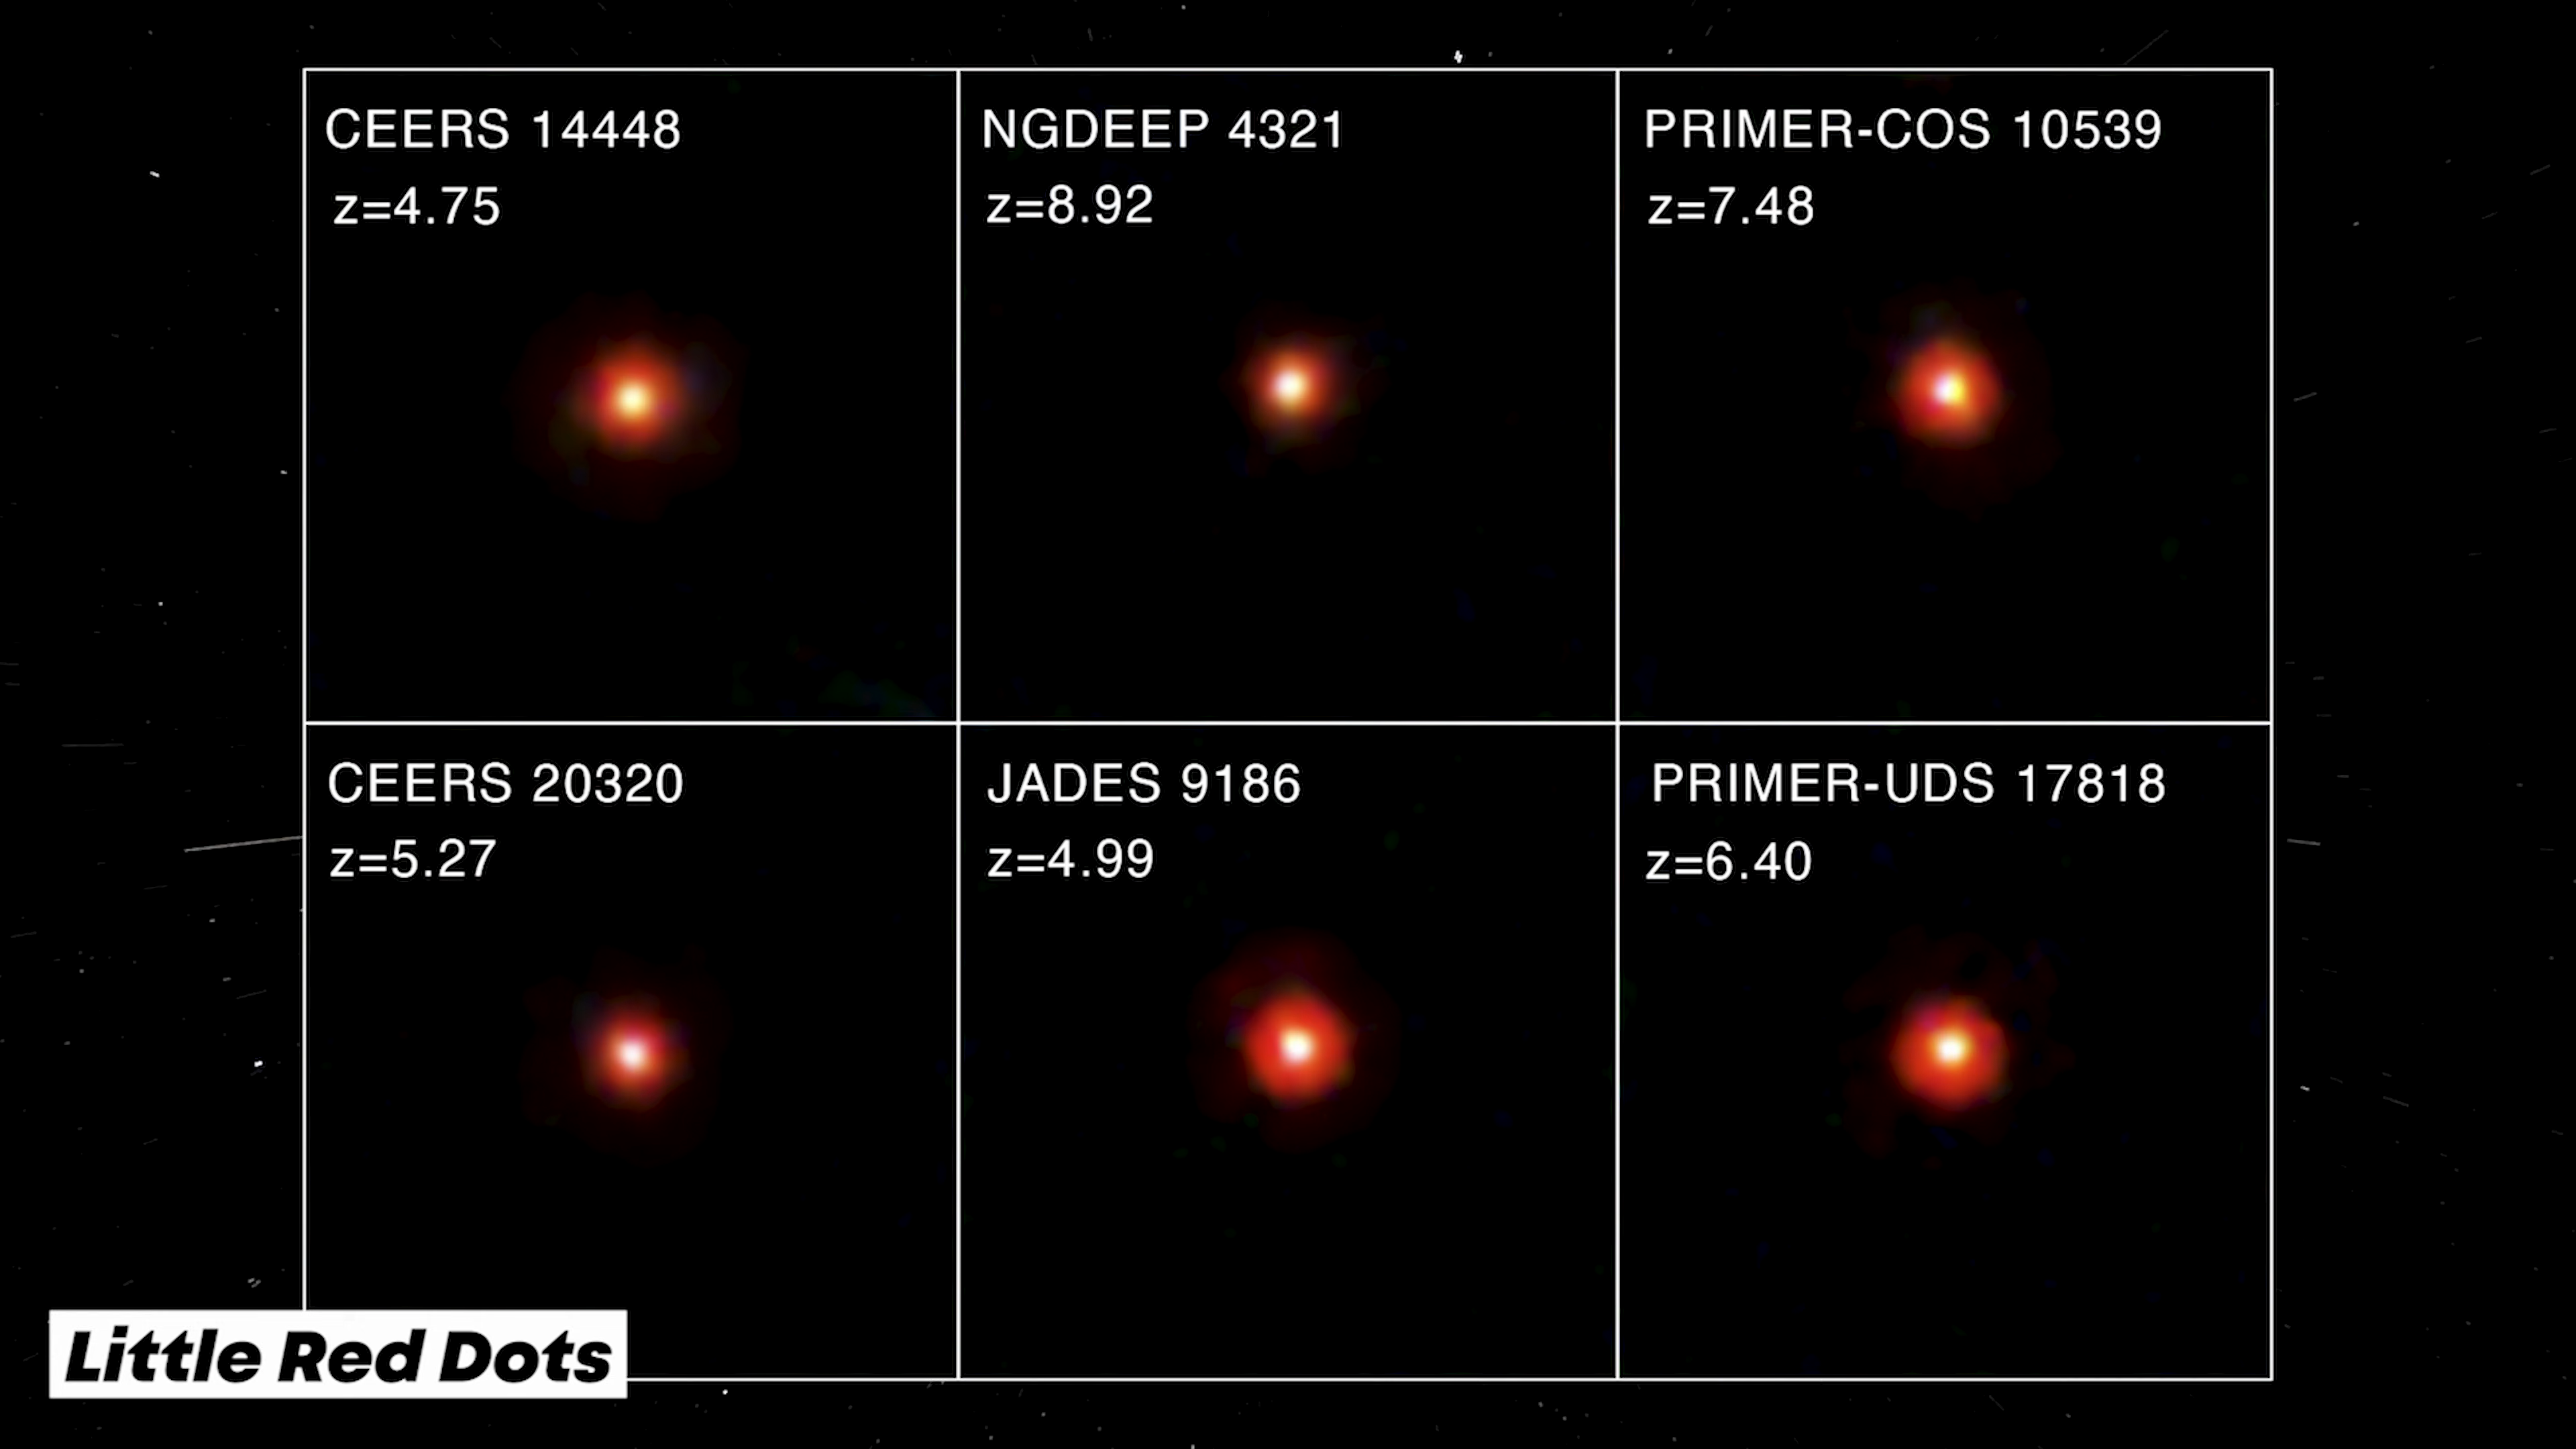 CEERS 14448
z=4.75
NGDEEP 4321
z=8.92
PRIMER-COS 10539
z=7.48
CEERS 20320
z=5.27
JADES 9186
z=4.99
PRIMER-UDS 17818
z=6.40
Little Red Dots